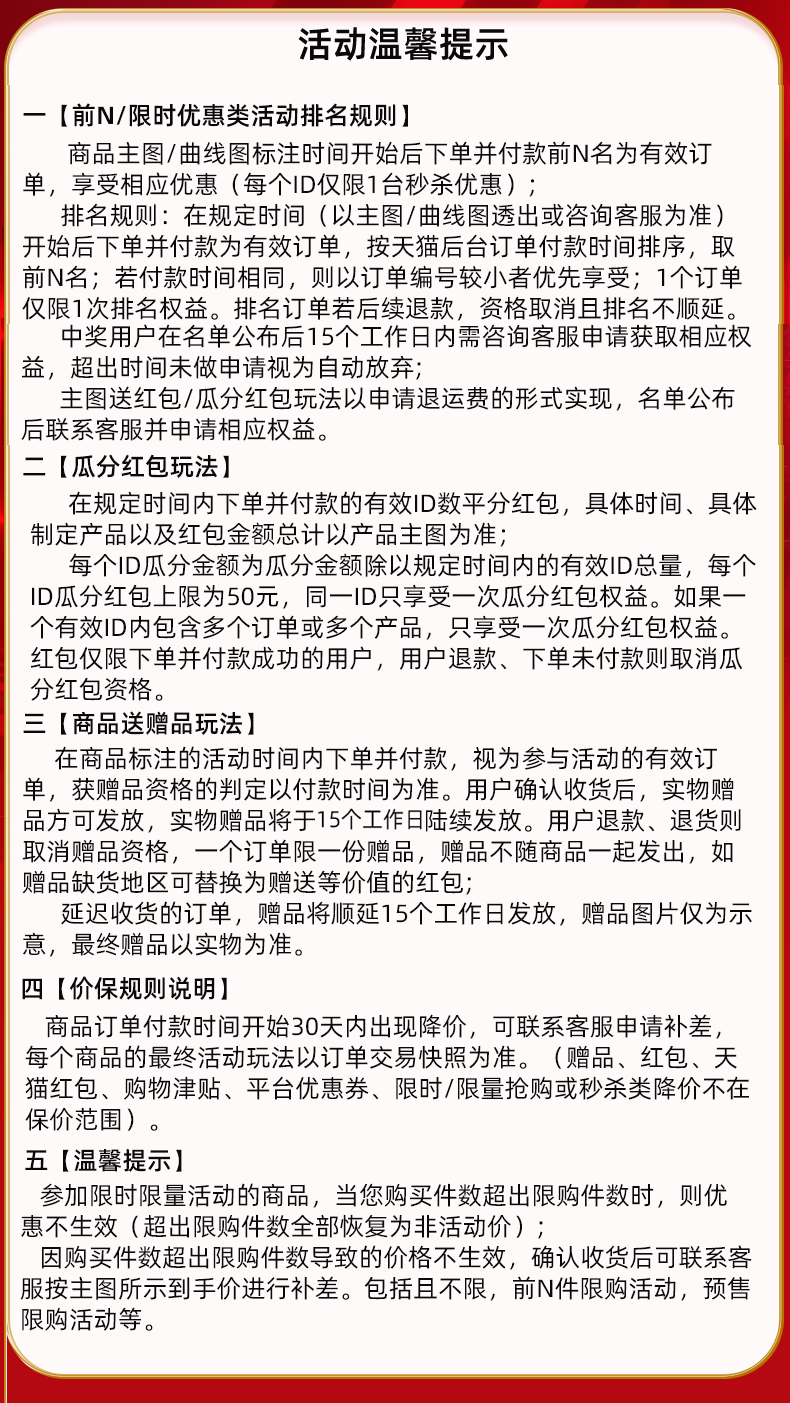 活动温馨提示
一【前N/限时优惠类活动排名规则】
商品主图/曲线图标注时间开始后下单并付款前N名为有效订
单，享受相应优惠（每个ID仅限1台秒杀优惠）；
排名规则：在规定时间（以主图/曲线图透出或咨询客服为准）
开始后下单并付款为有效订单，按天猫后台订单付款时间排序，取
前N名；若付款时间相同，则以订单编号较小者优先享受；1个订单
仅限1次排名权益。排名订单若后续退款，资格取消且排名不顺延。
中奖用户在名单公布后15个工作日内需咨询客服申请获取相应权
益，超出时间未做申请视为自动放弃；
主图送红包/瓜分红包玩法以申请退运费的形式实现，名单公布
后联系客服并申请相应权益。
二【瓜分红包玩法】
在规定时间内下单并付款的有效ID数平分红包，具体时间、具体
制定产品以及红包金额总计以产品主图为准；
每个ID瓜分金额为瓜分金额除以规定时间内的有效ID总量，每个
ID瓜分红包上限为50元，同一ID只享受一次瓜分红包权益。如果一
个有效ID内包含多个订单或多个产品，只享受一次瓜分红包权益。
红包仅限下单并付款成功的用户，用户退款、下单未付款则取消瓜
分红包资格。
三【商品送赠品玩法】
在商品标注的活动时间内下单并付款，视为参与活动的有效订
单，获赠品资格的判定以付款时间为准。用户确认收货后，实物赠
品方可发放，实物赠品将于15个工作日陆续发放。用户退款、退货则
取消赠品资格，一个订单限一份赠品，赠品不随商品一起发出，如
赠品缺货地区可替换为赠送等价值的红包；
延迟收货的订单，赠品将顺延15个工作日发放，赠品图片仅为示
意，最终赠品以实物为准。
四【价保规则说明】
商品订单付款时间开始30天内出现降价，可联系客服申请补差，
每个商品的最终活动玩法以订单交易快照为准。（赠品、红包、天
猫红包、购物津贴、平台优惠券、限时/限量抢购或秒杀类降价不在
保价范围）。
五【温馨提示】
参加限时限量活动的商品，当您购买件数超出限购件数时，则优
惠不生效（超出限购件数全部恢复为非活动价）；
因购买件数超出限购件数导致的价格不生效，确认收货后可联系客
服按主图所示到手价进行补差。包括且不限，前N件限购活动，预售
限购活动等。